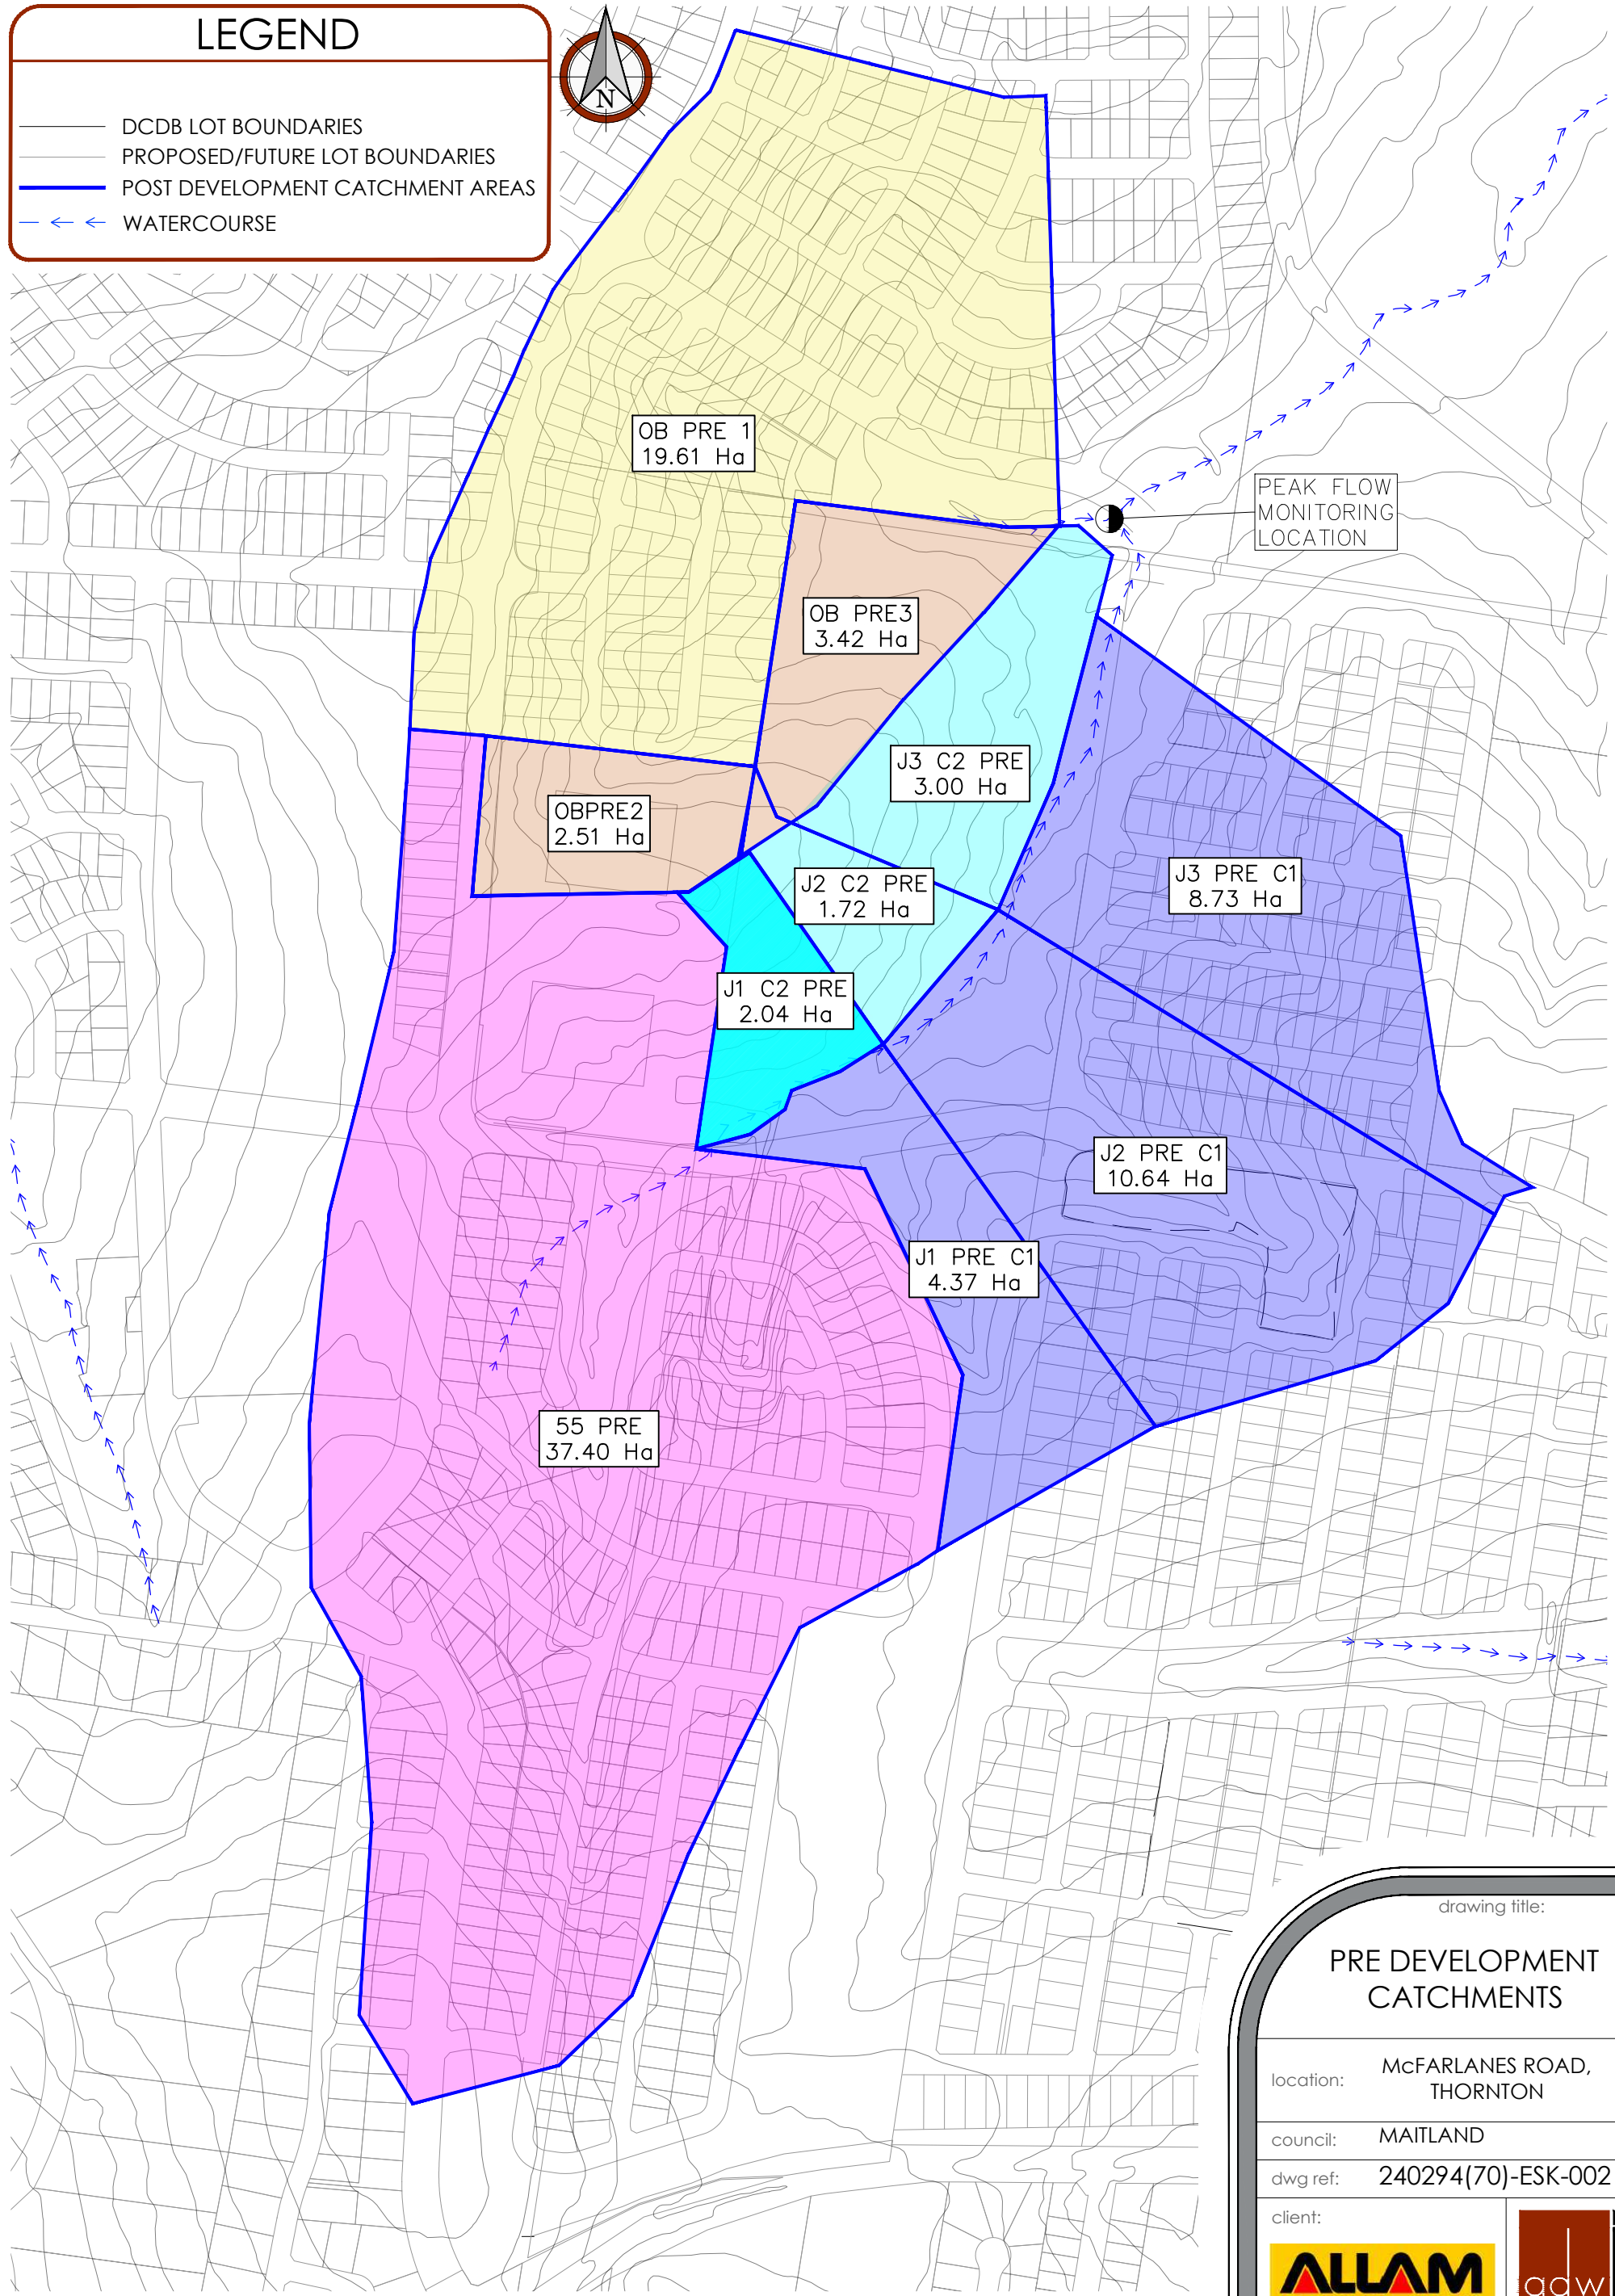 LEGEND
DCDB LOT BOUNDARIES
PROPOSED/FUTURE LOT BOUNDARIES
POST DEVELOPMENT CATCHMENT AREAS
WATERCOURSE
N
OB PRE 1
19.61 Ha
PEAK FLOW
MONITORING
LOCATION
OB PRE3
3.42 Ha
J3 C2 PRE
3.00 Ha
OBPRE2
2.51 Ha
J2 C2 PRE
1.72 Ha
J3 PRE C1
8.73 Ha
J1 C2 PRE
2.04 Ha
J2 PRE C1
10.64 Ha
J1 PRE C1
4.37 Ha
55 PRE
37.40 Ha
drawing title:
PRE DEVELOPMENT
CATCHMENTS
location:
McFARLANES ROAD,
THORNTON
council:
MAITLAND
dwg ref:
240294(70)-ESK-002
client:
ALLAM
adw